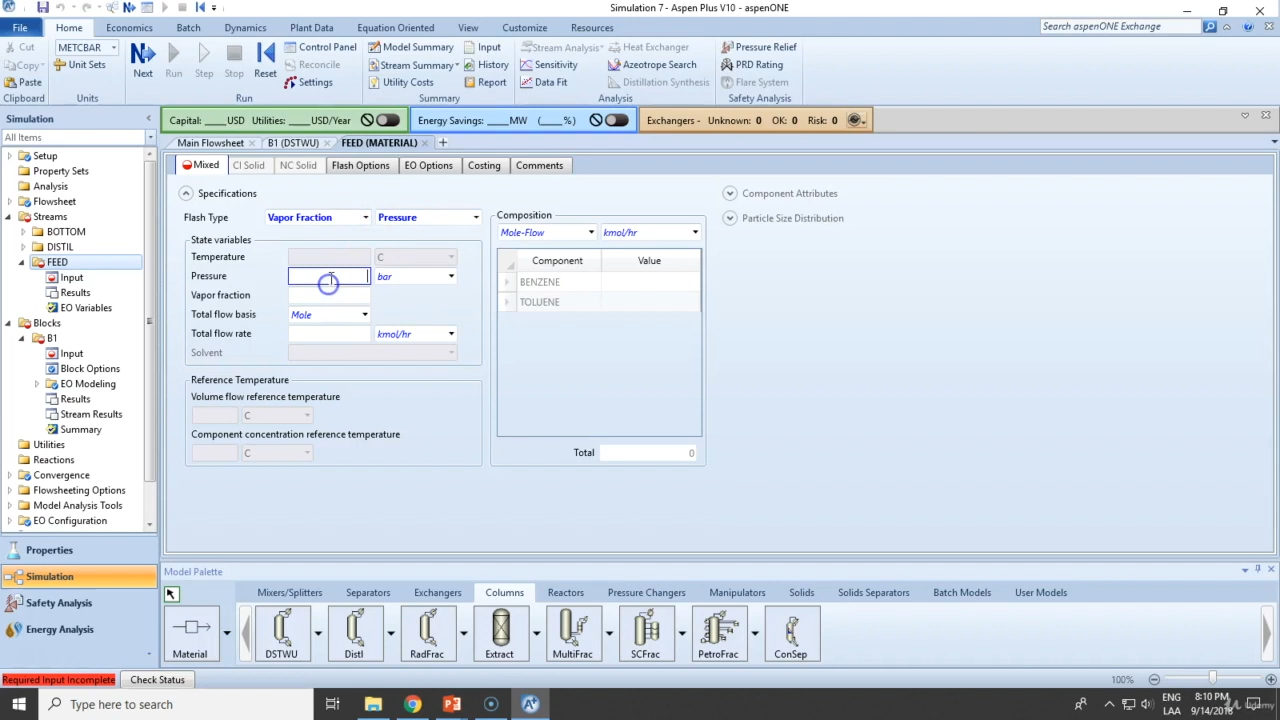 Simulation 7 - Aspen Plus V10 - aspenONE
File Home Economics Batch Dynamics Plant Data Equation Oriented View Customize Resources Search aspenONE Exchange
Cut METCBAR Control Panel Model Summary Input Stream Analysis Heat Exchanger Pressure Relief
Copy Unit Sets Next Run Step Stop Reset Reconcile Stream Summary History Sensitivity Azeotrope Search PRD Rating
Paste Settings Utility Costs Report Data Fit Distillation Synthesis Flare System
Clipboard Units Run Summary Analysis Safety Analysis
Simulation
All Items
Capital: ____USD Utilities: ____USD/Year Energy Savings: ____MW (____%) Exchangers - Unknown: 0 OK: 0 Risk: 0
Main Flowsheet B1 (DSTWU) FEED (MATERIAL) +
Mixed CI Solid NC Solid Flash Options EO Options Costing Comments
Setup
Property Sets
Analysis
Flowsheet
Streams
BOTTOM
DISTIL
FEED
Input
Results
EO Variables
Blocks
B1
Input
Block Options
EO Modeling
Results
Stream Results
Summary
Utilities
Reactions
Convergence
Flowsheeting Options
Model Analysis Tools
EO Configuration
Specifications
Flash Type Vapor Fraction Pressure
State variables
Temperature C
Pressure bar
Vapor fraction
Total flow basis Mole
Total flow rate kmol/hr
Solvent
Reference Temperature
Volume flow reference temperature
C
Component concentration reference temperature
C
Composition
Mole-Flow kmol/hr
Component Value
BENZENE
TOLUENE
Total 0
Component Attributes
Particle Size Distribution
Properties
Simulation
Safety Analysis
Energy Analysis
Model Palette
Mixers/Splitters Separators Exchangers Columns Reactors Pressure Changers Manipulators Solids Solids Separators Batch Models User Models
Material DSTWU Distl RadFrac Extract MultiFrac SCFrac PetroFrac ConSep
Required Input Incomplete Check Status 100%
Type here to search
ENG
LAA
8:10 PM
Udemy